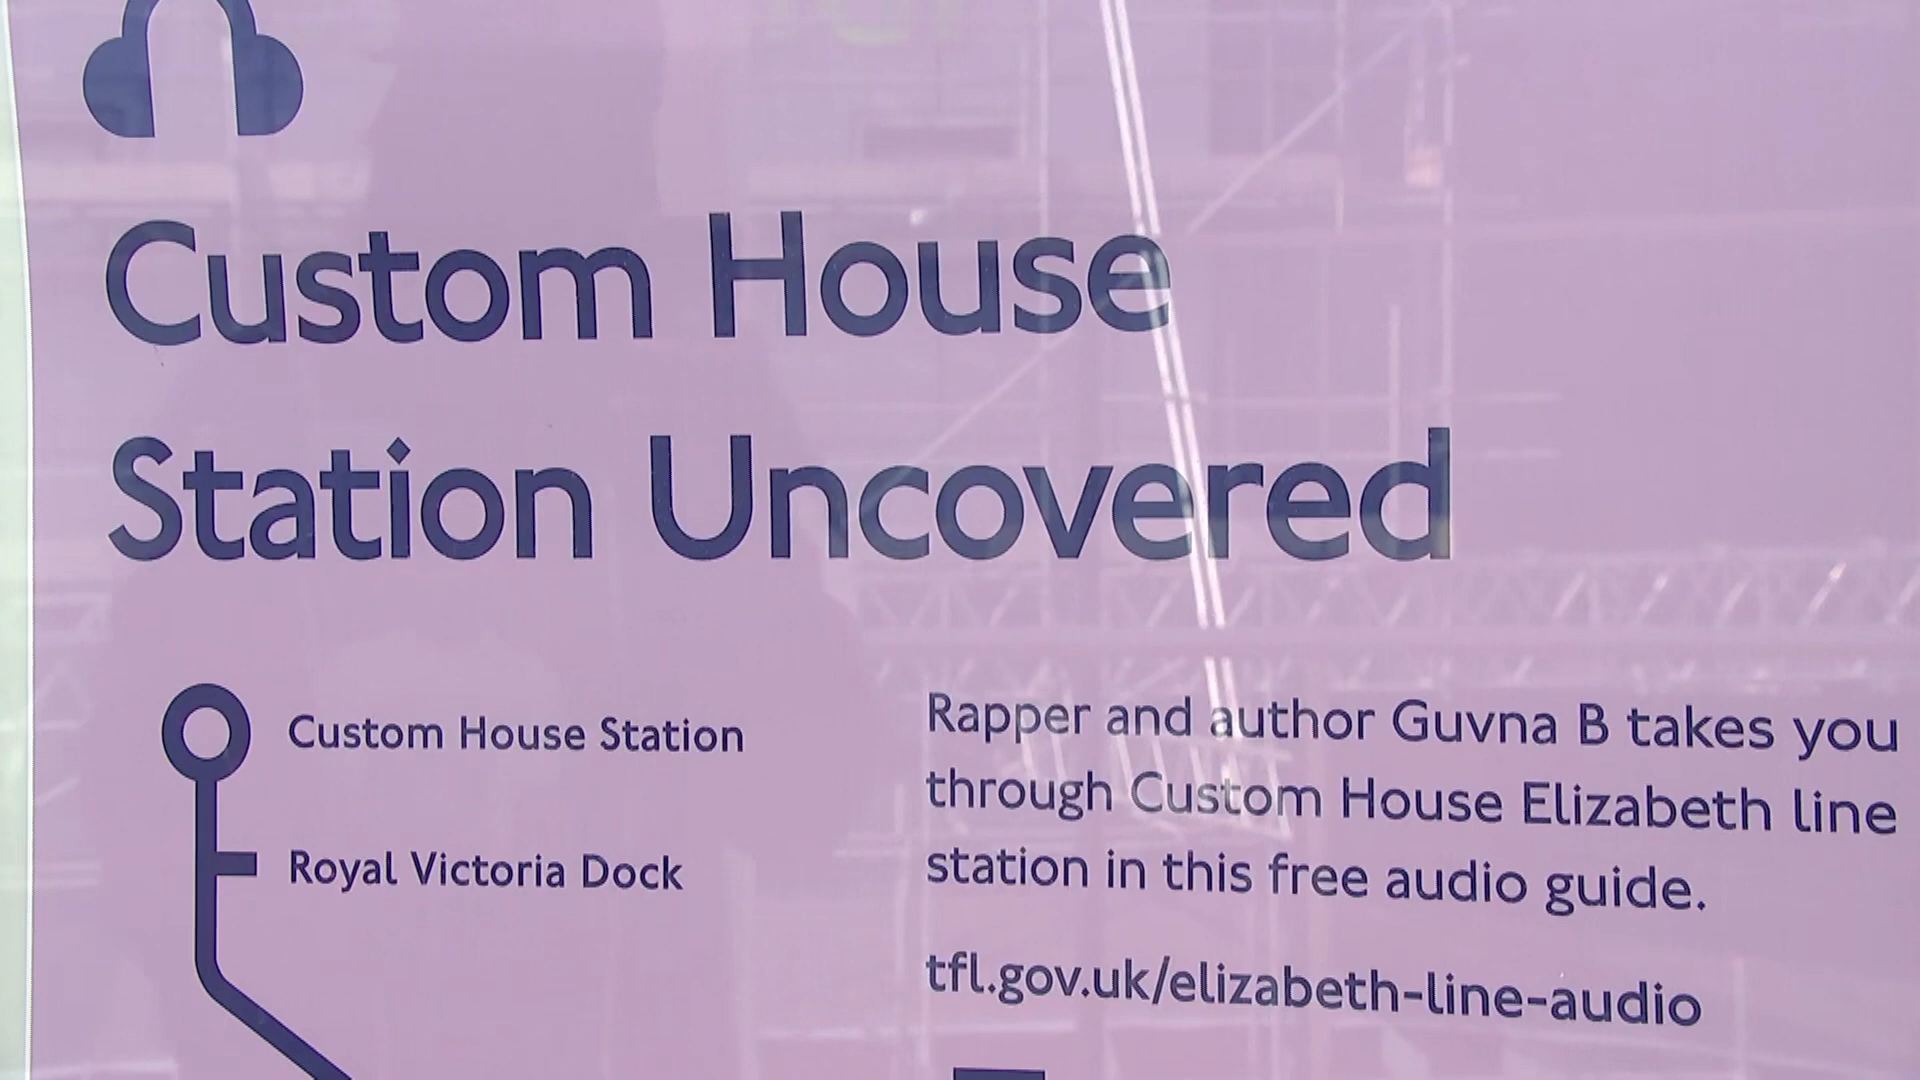 Custom House
Station Uncovered
Custom House Station
Royal Victoria Dock
Rapper and author Guvna B takes you
through Custom House Elizabeth line
station in this free audio guide.
tfl.gov.uk/elizabeth-line-audio